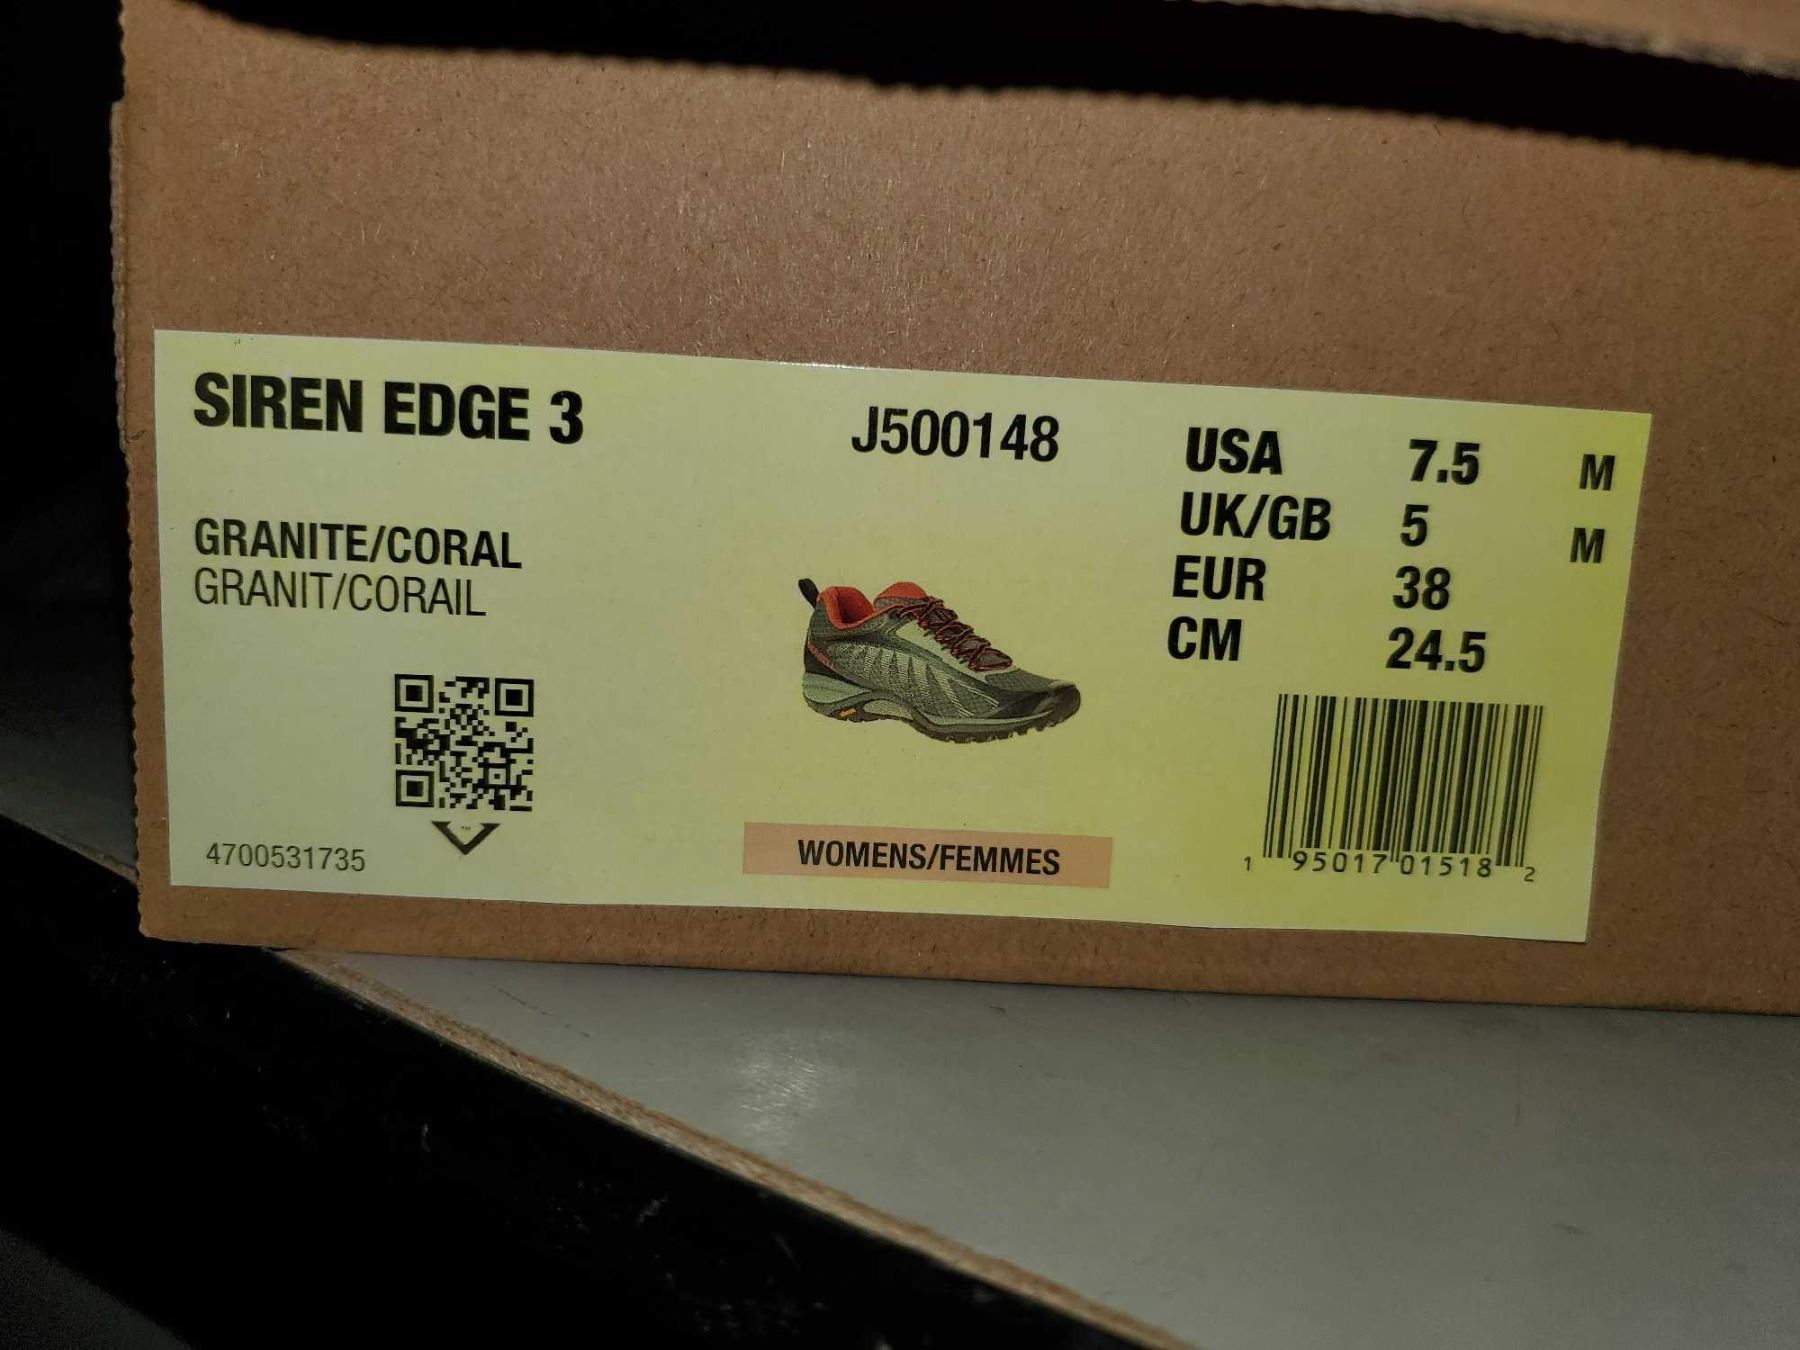 SIREN EDGE 3
J500148
GRANITE/CORAL
GRANIT/CORAIL
USA 7.5 M
UK/GB 5 M
EUR 38
CM 24.5
4700531735
WOMENS/FEMMES
1 95017 01518 2